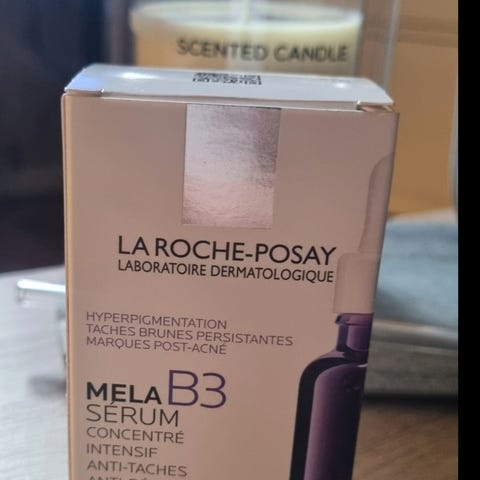 SCENTED CANDLE
LA ROCHE-POSAY
LABORATOIRE DERMATOLOGIQUE
HYPERPIGMENTATION
TACHES BRUNES PERSISTANTES
MARQUES POST-ACNÉ
MELA B3
SÉRUM
CONCENTRÉ
INTENSIF
ANTI-TACHES